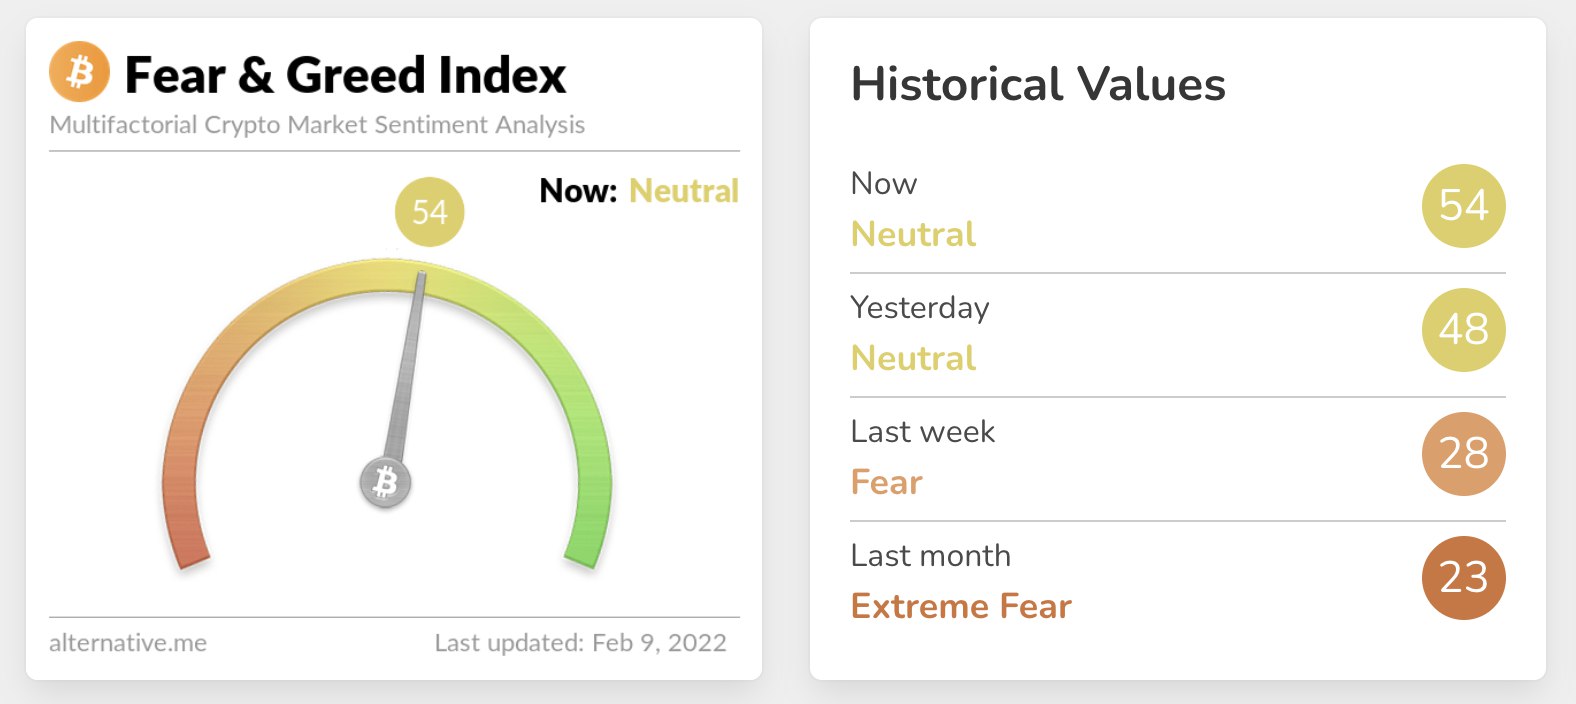 Fear & Greed Index
Multifactorial Crypto Market Sentiment Analysis
Now: Neutral
54
alternative.me
Last updated: Feb 9, 2022
Historical Values
Now
Neutral
54
Yesterday
Neutral
48
Last week
Fear
28
Last month
Extreme Fear
23